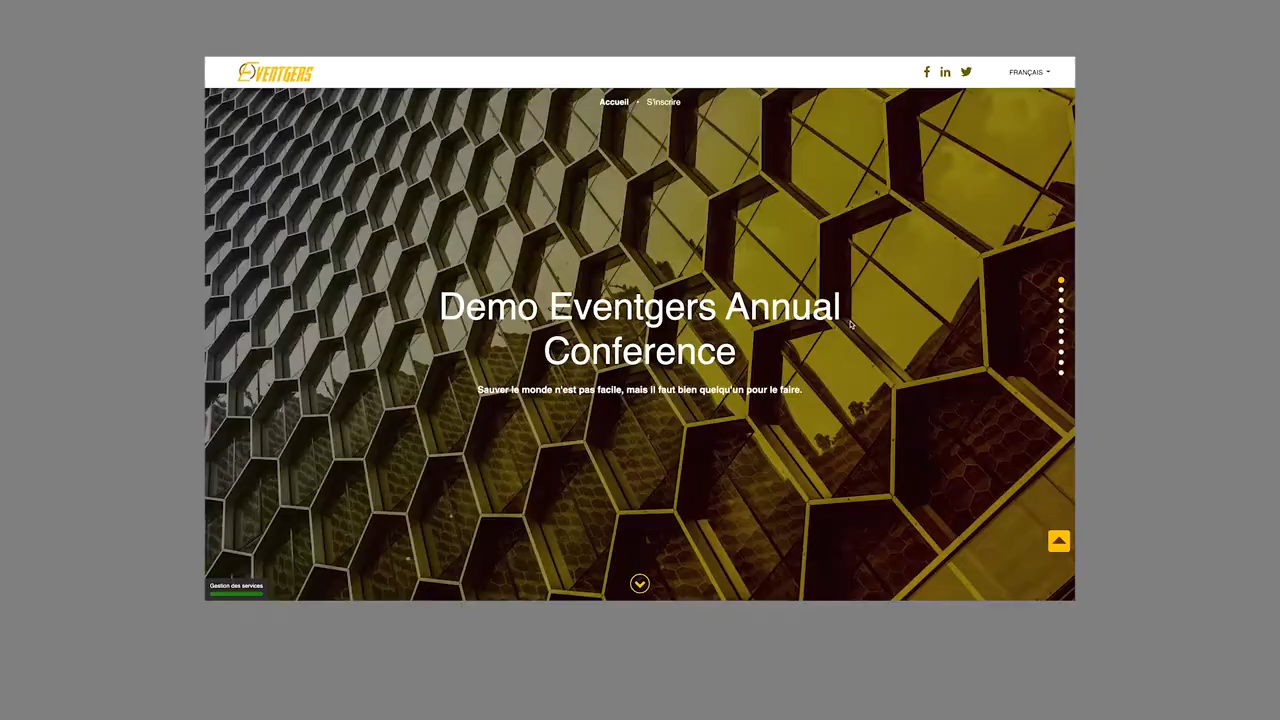 EVENTGERS
FRANÇAIS
Accueil • S'inscrire
Demo Eventgers Annual
Conference
Sauver le monde n'est pas facile, mais il faut bien quelqu'un pour le faire.
Gestion des services